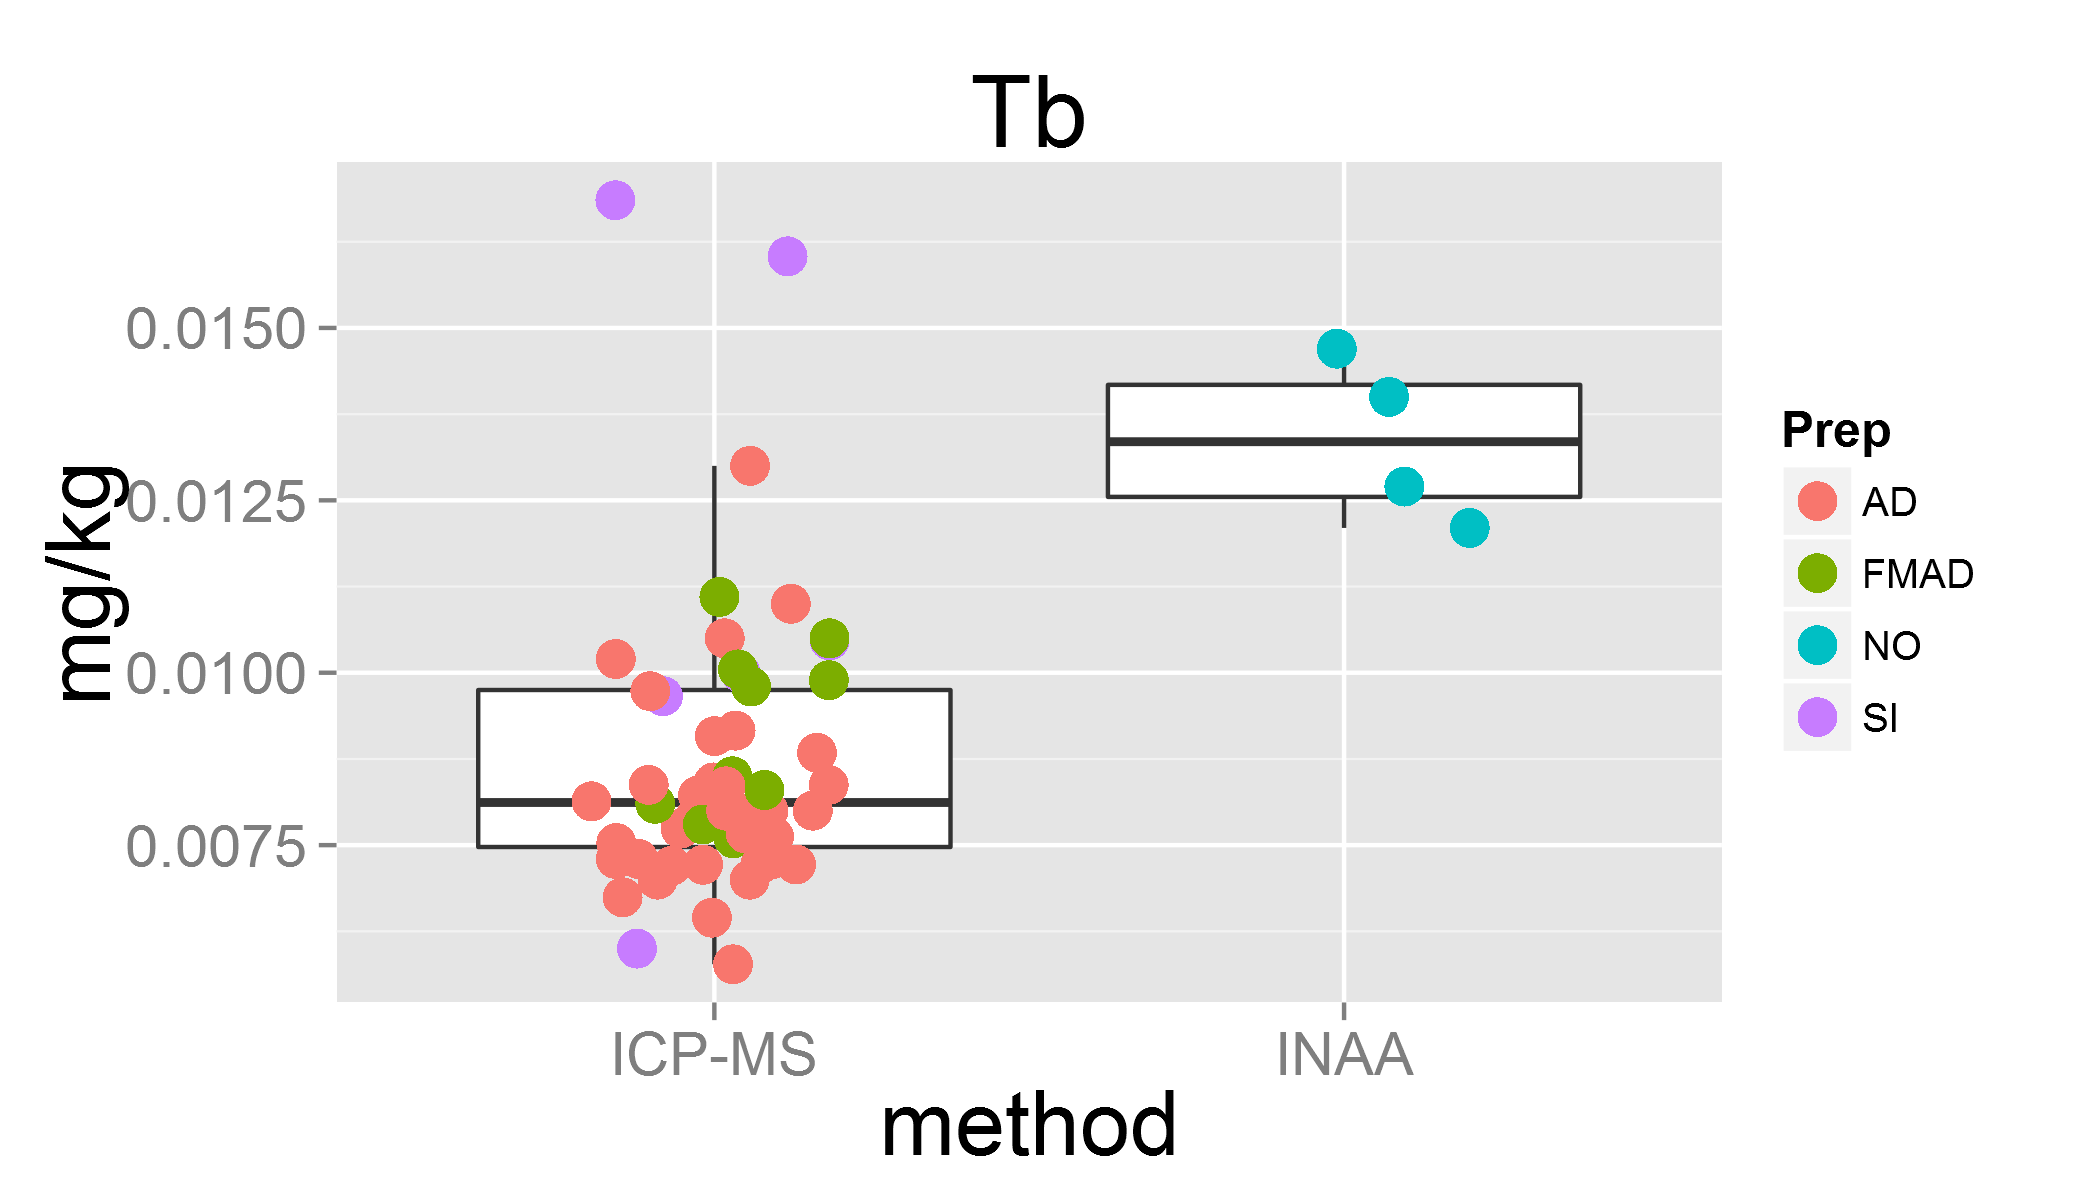 Tb
mg/kg
0.0150
0.0125
0.0100
0.0075
ICP-MS
INAA
method
Prep
AD
FMAD
NO
SI